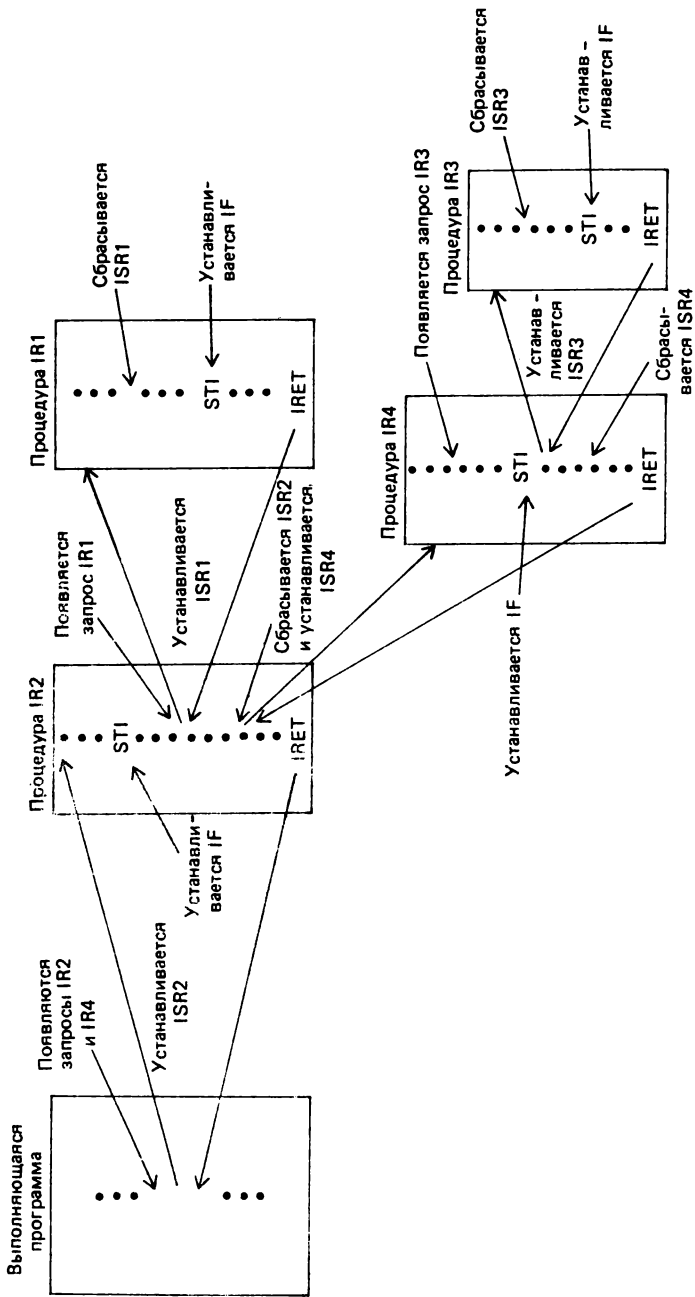 Выполняющаяся
программа
Появляются
запросы IR2
и IR4
Устанавливается
ISR2
Процедура IR2
STI
IRET
Устанавли-
вается IF
Появляется
запрос IR1
Устанавливается
ISR1
Сбрасывается ISR2
и устанавливается
ISR4
Процедура IR1
STI
IRET
Сбрасывается
ISR1
Устанавли-
вается IF
Устанавливается IF
Процедура IR4
STI
IRET
Появляется запрос IR3
Устанав-
ливается
ISR3
Сбрасы-
вается ISR4
Процедура IR3
STI
IRET
Сбрасывается
ISR3
Устанав-
ливается IF